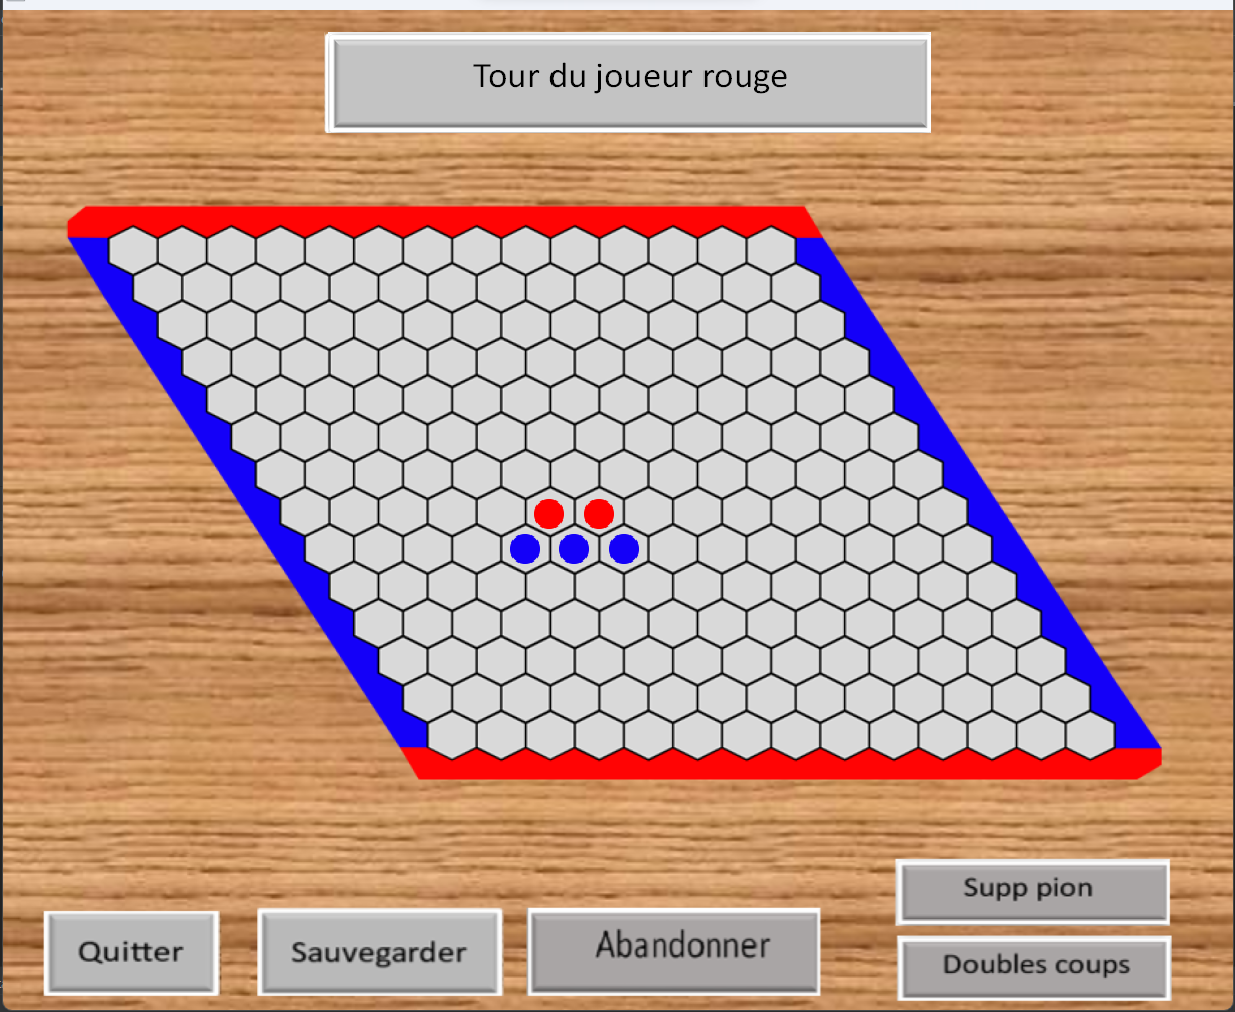 Tour du joueur rouge
Supp pion
Quitter
Sauvegarder
Abandonner
Doubles coups